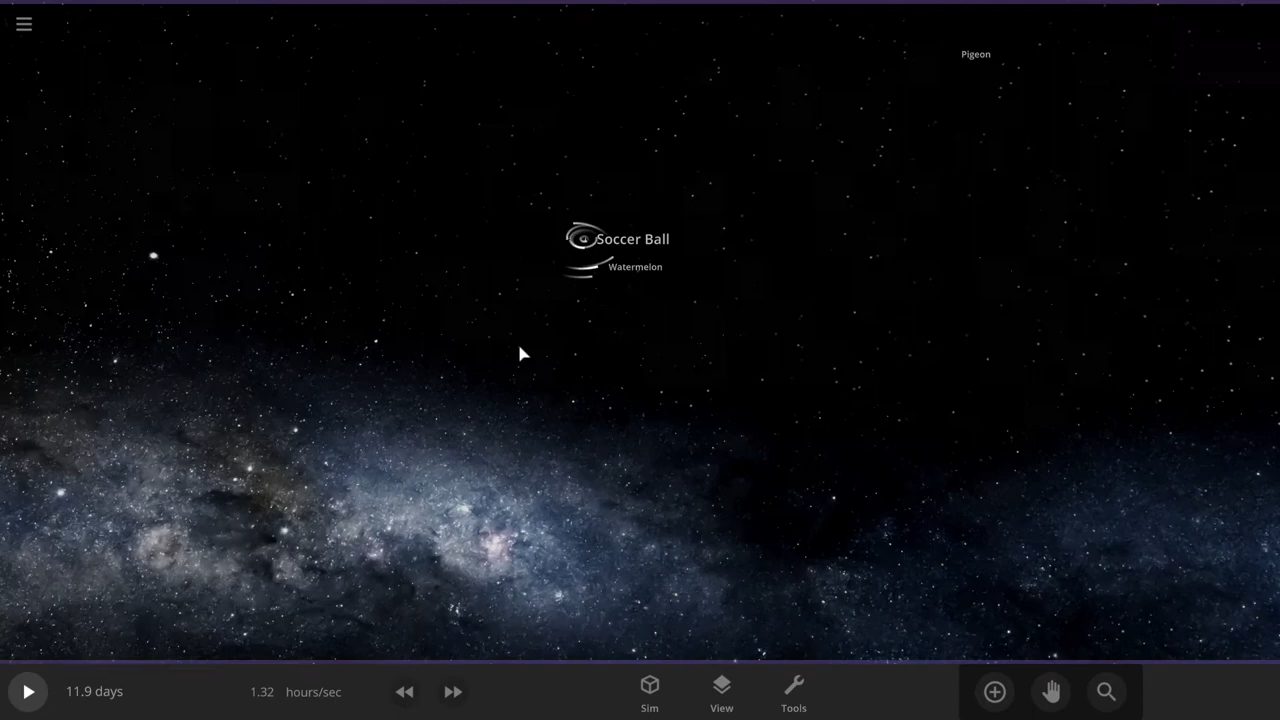 Pigeon
Soccer Ball
Watermelon
11.9 days
1.32 hours/sec
Sim
View
Tools